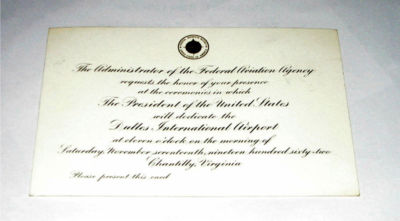 The Administrator of the Federal Aviation Agency
requests the honor of your presence
at the ceremonies in which
The President of the United States
will dedicate the
Dulles International Airport
at eleven o'clock on the morning of
Saturday, November seventeenth, nineteen hundred sixty-two
Chantilly, Virginia
Please present this card